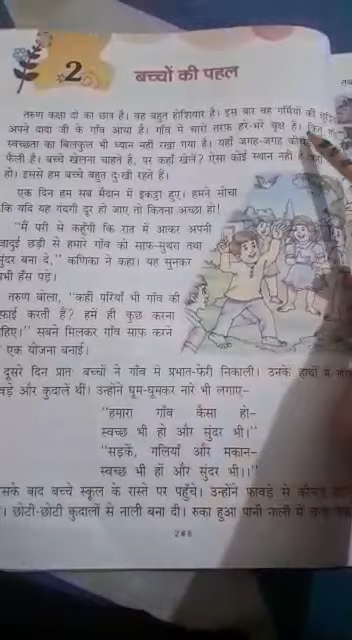 2
बच्चों की पहल
तरुण कक्षा दो का छात्र है। वह बहुत होशियार है। इस बार वह गर्मियों की
अपने दादा जी के गाँव आया है। गाँव में चारों तरफ़ हरे-भरे वृक्ष हैं।
स्वच्छता का बिलकुल भी ध्यान नहीं रखा गया है। यहाँ जगह-जगह
फैली है। बच्चे खेलना चाहते हैं, पर कहाँ खेलें? ऐसा कोई स्थान नहीं है
हो। इससे हम बच्चे बहुत दुःखी रहते हैं।
एक दिन हम सब मैदान में इकट्ठा हुए। हमने सोचा
कि यदि यह गंदगी दूर हो जाए तो कितना अच्छा हो!
"मैं परी से कहूँगी कि रात में आकर अपनी
जादुई छड़ी से हमारे गाँव को साफ़-सुथरा तथा
सुंदर बना दे," कणिका ने कहा। यह सुनकर
सभी हँस पड़े।
तरुण बोला, "कहीं परियाँ भी गाँव की
सफ़ाई करती हैं? हमें ही कुछ करना
चाहिए।" सबने मिलकर गाँव साफ़ करने
एक योजना बनाई।
दूसरे दिन प्रातः बच्चों ने गाँव में प्रभात-फेरी निकाली। उनके हाथों में
और कुदालें थीं। उन्होंने घूम-घूमकर नारे भी लगाए–
"हमारा गाँव कैसा हो–
स्वच्छ भी हो और सुंदर भी।"
"सड़कें, गलियाँ और मकान–
स्वच्छ भी हों और सुंदर भी।।"
इसके बाद बच्चे स्कूल के रास्ते पर पहुँचे। उन्होंने फावड़े से कीचड़
छोटी-छोटी कुदालों से नाली बना दी। रुका हुआ पानी नाली में